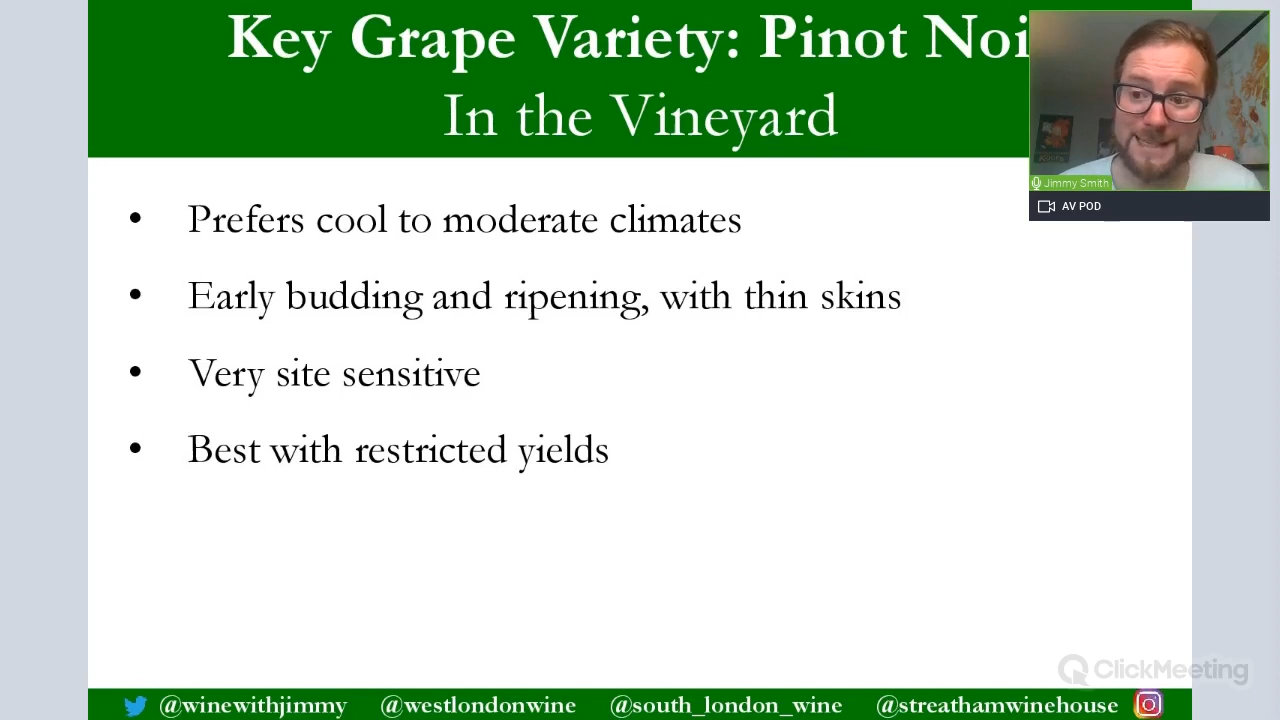 Key Grape Variety: Pinot Noi
In the Vineyard
Jimmy Smith
AV POD
• Prefers cool to moderate climates
• Early budding and ripening, with thin skins
• Very site sensitive
• Best with restricted yields
ClickMeeting
@winewithjimmy @westlondonwine @south_london_wine @streathamwinehouse